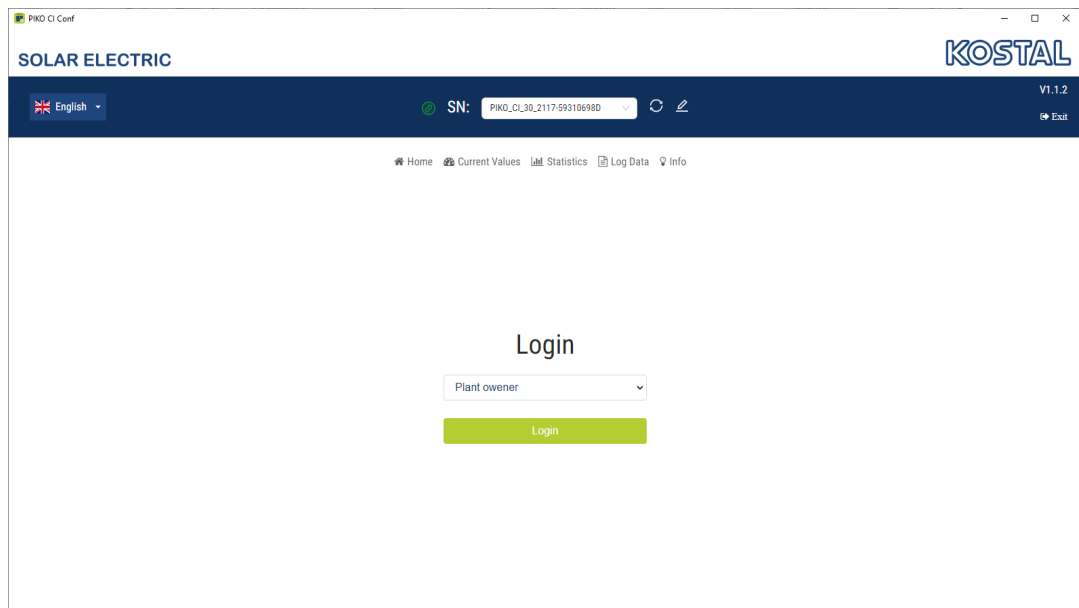 PIKO CI Conf
SOLAR ELECTRIC
KOSTAL
English
SN: PIKO_CI_30_2117-59310698D
V1.1.2
Exit
Home Current Values Statistics Log Data Info
Login
Plant owener
Login